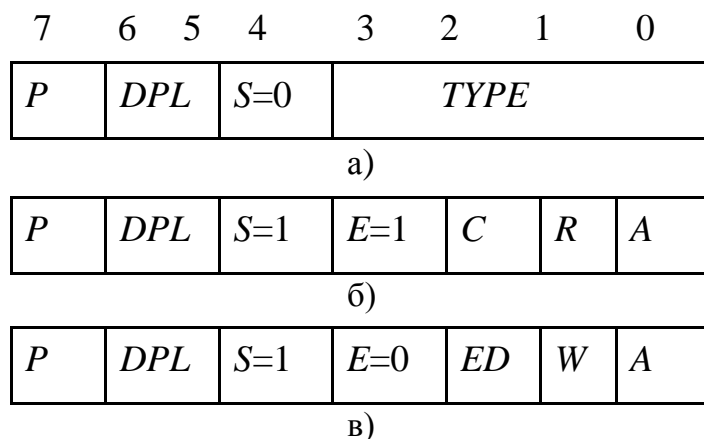 7 6 5 4 3 2 1 0
P DPL S=0 TYPE
а)
P DPL S=1 E=1 C R A
б)
P DPL S=1 E=0 ED W A
в)